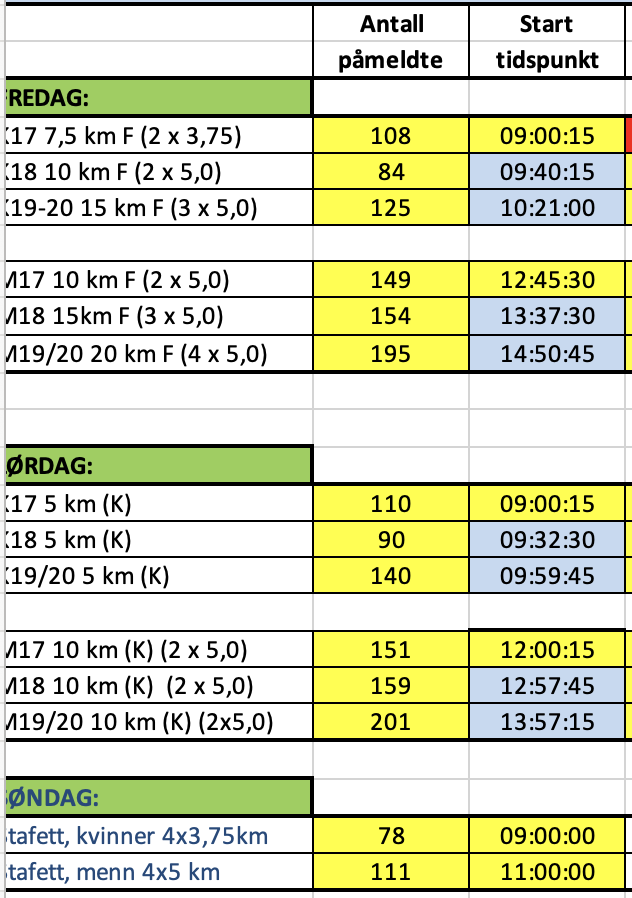 Antall Start
påmeldte tidspunkt
REDAG:
K17 7,5 km F (2 x 3,75) 108 09:00:15
K18 10 km F (2 x 5,0) 84 09:40:15
K19-20 15 km F (3 x 5,0) 125 10:21:00
M17 10 km F (2 x 5,0) 149 12:45:30
M18 15km F (3 x 5,0) 154 13:37:30
M19/20 20 km F (4 x 5,0) 195 14:50:45
ØRDAG:
K17 5 km (K) 110 09:00:15
K18 5 km (K) 90 09:32:30
K19/20 5 km (K) 140 09:59:45
M17 10 km (K) (2 x 5,0) 151 12:00:15
M18 10 km (K) (2 x 5,0) 159 12:57:45
M19/20 10 km (K) (2x5,0) 201 13:57:15
SØNDAG:
tafett, kvinner 4x3,75km 78 09:00:00
tafett, menn 4x5 km 111 11:00:00